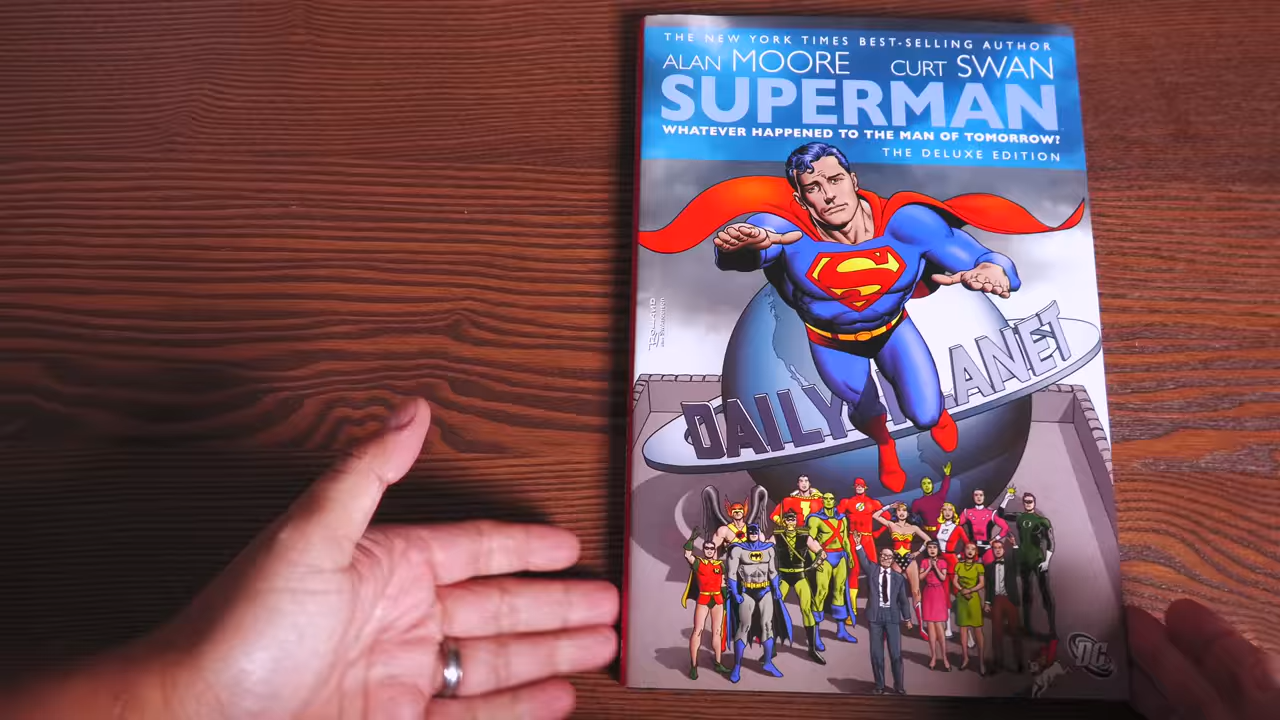 THE NEW YORK TIMES BEST-SELLING AUTHOR
ALAN MOORE CURT SWAN
SUPERMAN
WHATEVER HAPPENED TO THE MAN OF TOMORROW?
THE DELUXE EDITION
S
DAILY PLANET
DC